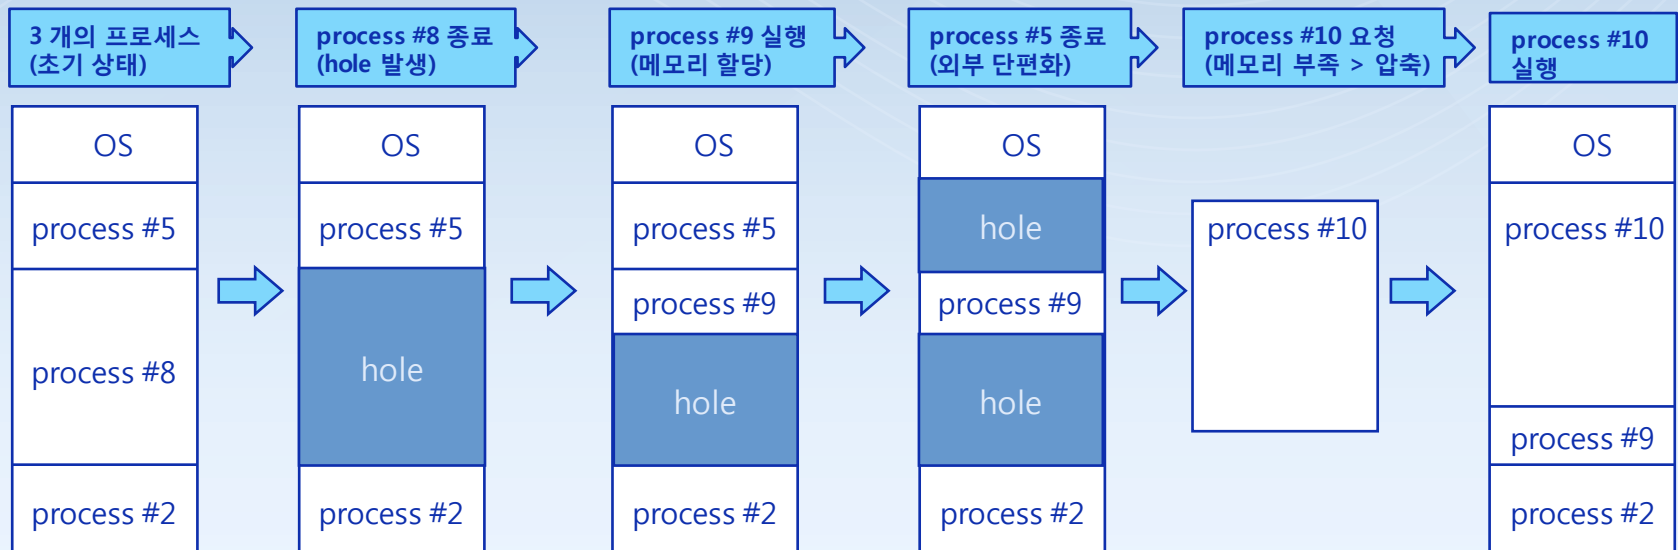 3 개의 프로세스
(초기 상태)
process #8 종료
(hole 발생)
process #9 실행
(메모리 할당)
process #5 종료
(외부 단편화)
process #10 요청
(메모리 부족 > 압축)
process #10
실행
OS
process #5
process #8
process #2
OS
process #5
hole
process #2
OS
process #5
process #9
hole
process #2
OS
hole
process #9
hole
process #2
process #10
OS
process #10
process #9
process #2